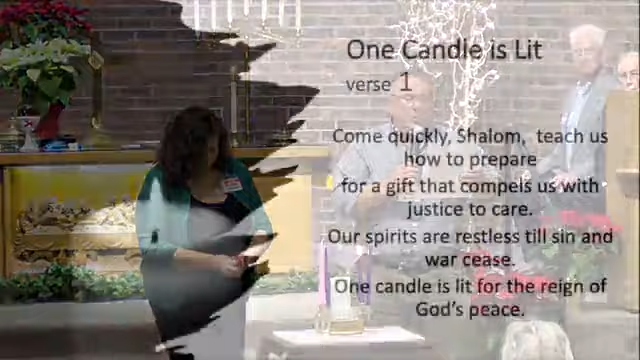 One Candle is Lit
verse 1
Come quickly, Shalom, teach us
how to prepare
for a gift that compels us with
justice to care.
Our spirits are restless till sin and
war cease.
One candle is lit for the reign of
God's peace.